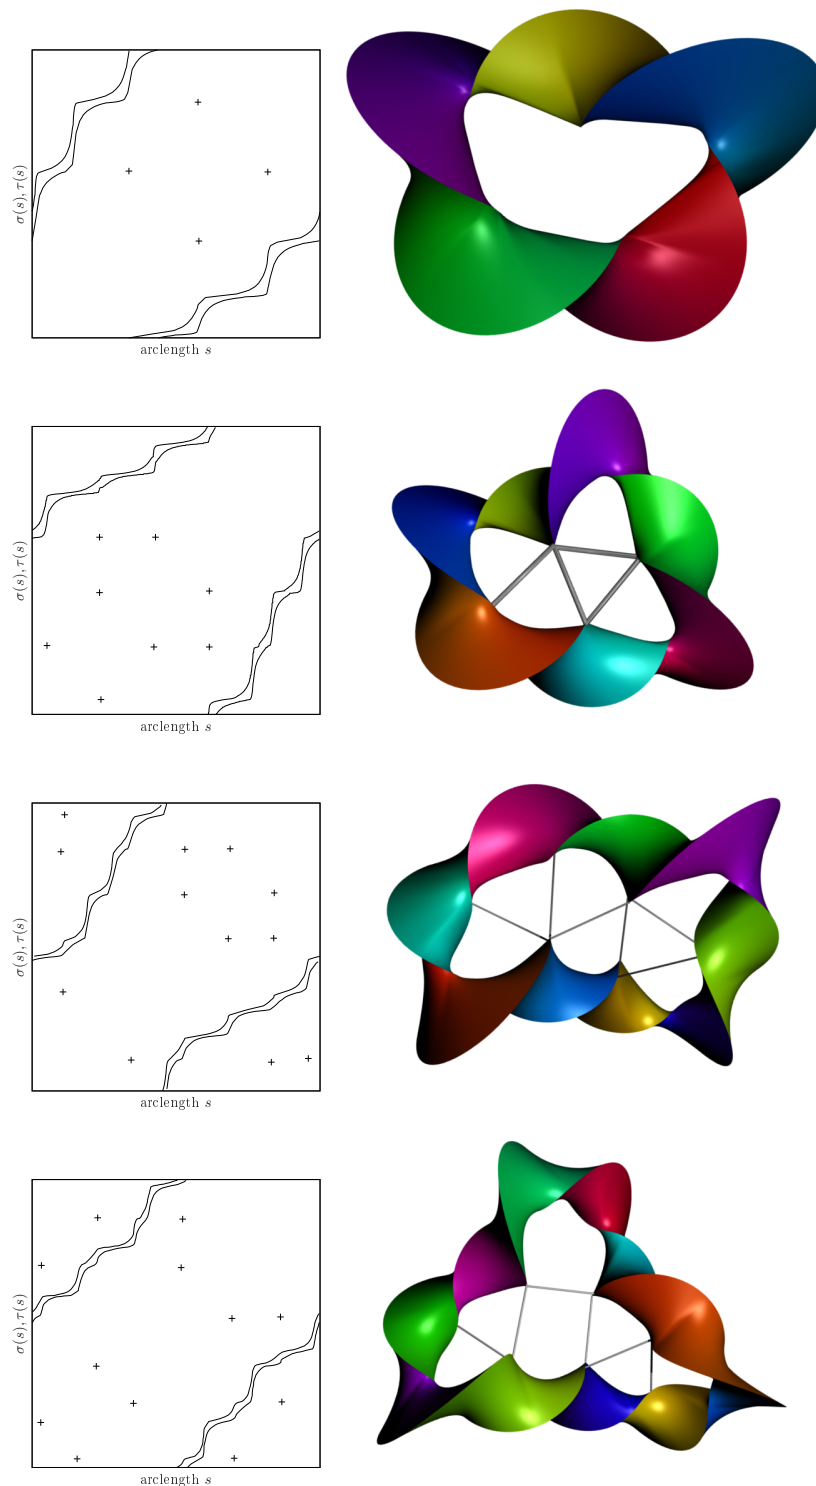 σ(s), τ(s)
arclength s
σ(s), τ(s)
arclength s
σ(s), τ(s)
arclength s
σ(s), τ(s)
arclength s